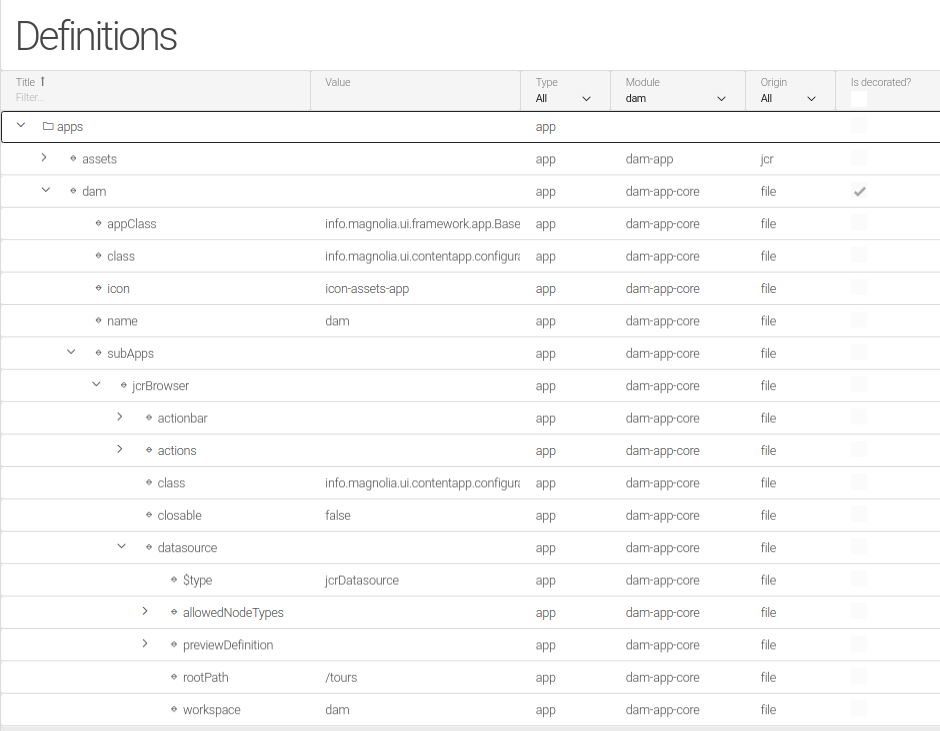 Definitions
Title Value Type Module Origin Is decorated?
Filter... All dam All
apps app
assets app dam-app jcr
dam app dam-app-core file
appClass info.magnolia.ui.framework.app.Base app dam-app-core file
class info.magnolia.ui.contentapp.configura app dam-app-core file
icon icon-assets-app app dam-app-core file
name dam app dam-app-core file
subApps app dam-app-core file
jcrBrowser app dam-app-core file
actionbar app dam-app-core file
actions app dam-app-core file
class info.magnolia.ui.contentapp.configura app dam-app-core file
closable false app dam-app-core file
datasource app dam-app-core file
$type jcrDatasource app dam-app-core file
allowedNodeTypes app dam-app-core file
previewDefinition app dam-app-core file
rootPath /tours app dam-app-core file
workspace dam app dam-app-core file